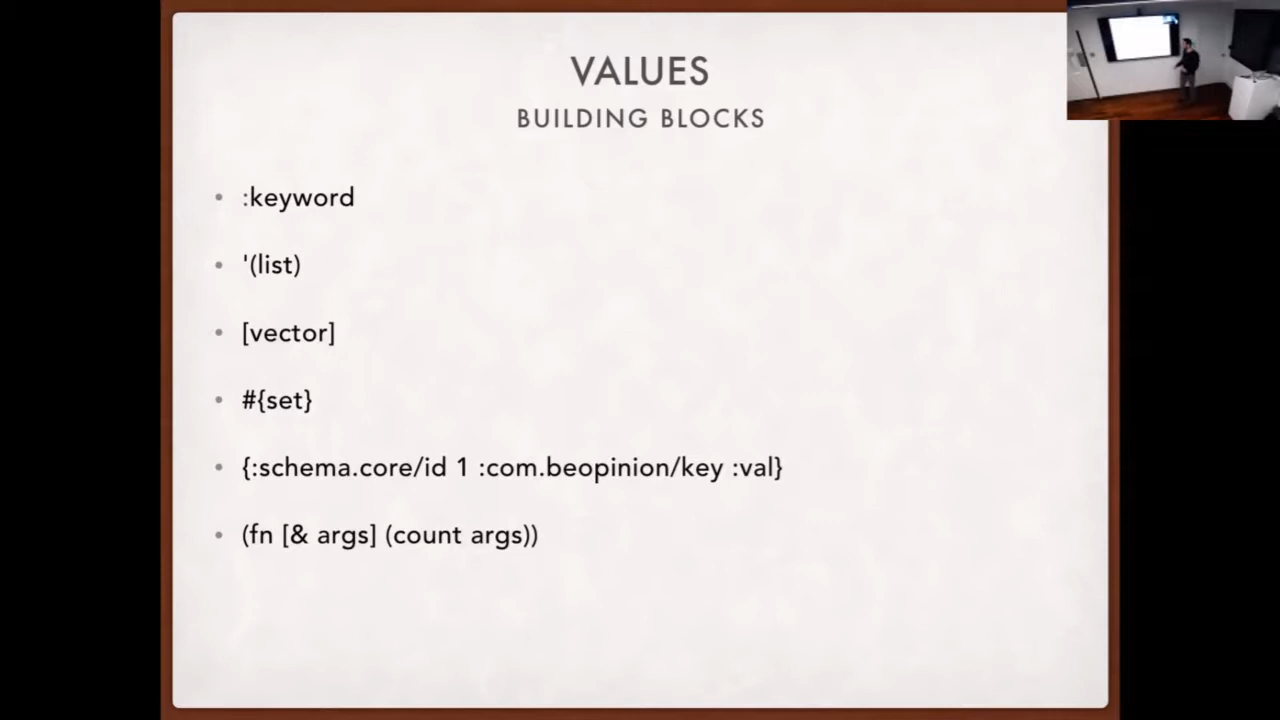 VALUES
BUILDING BLOCKS
:keyword
'(list)
[vector]
#{set}
{:schema.core/id 1 :com.beopinion/key :val}
(fn [& args] (count args))